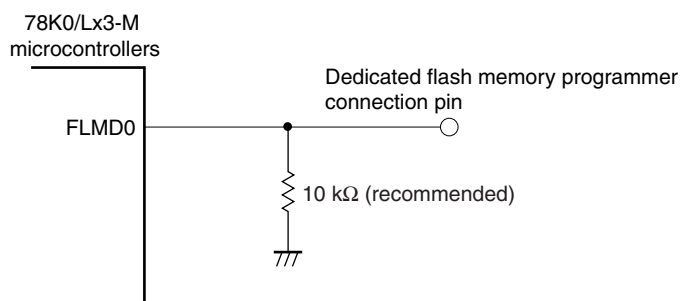 78K0/Lx3-M
microcontrollers
Dedicated flash memory programmer
connection pin
FLMD0
10 kΩ (recommended)